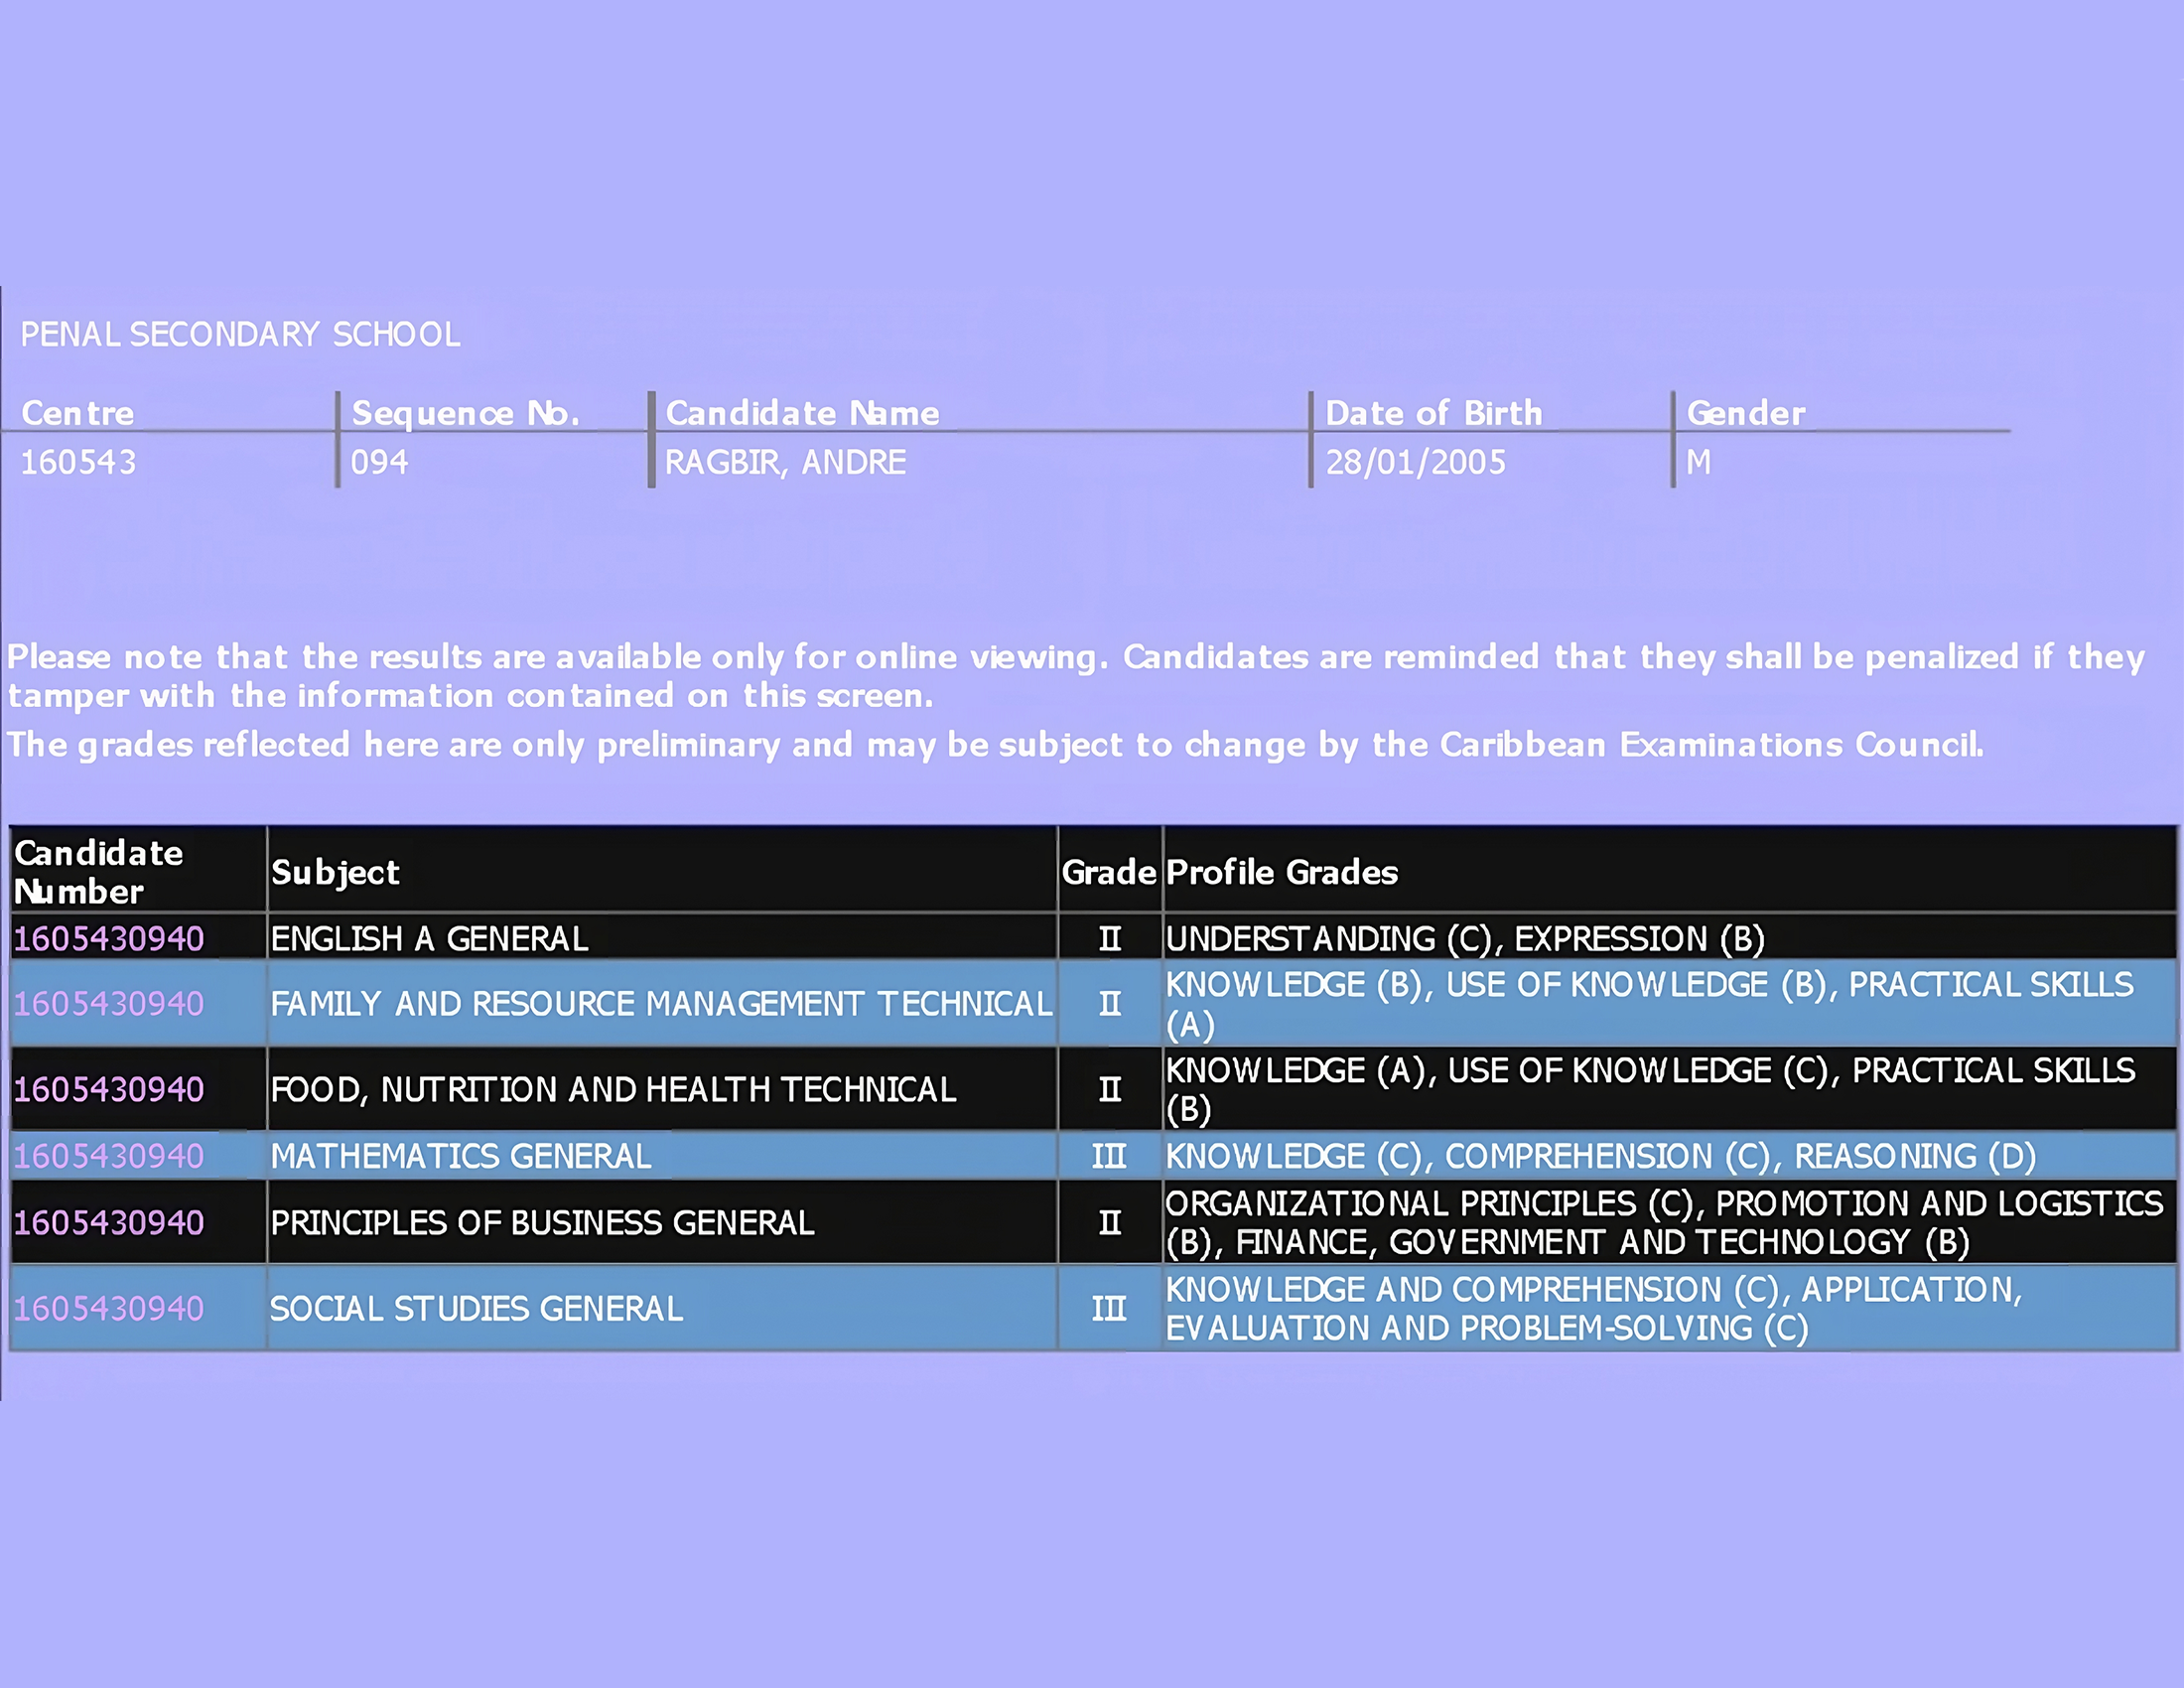 PENAL SECONDARY SCHOOL
Centre Sequence No. Candidate Name Date of Birth Gender
160543 094 RAGBIR, ANDRE 28/01/2005 M
Please note that the results are available only for online viewing. Candidates are reminded that they shall be penalized if they
tamper with the information contained on this screen.
The grades reflected here are only preliminary and may be subject to change by the Caribbean Examinations Council.
Candidate
Number
Subject
Grade
Profile Grades
1605430940 ENGLISH A GENERAL II UNDERSTANDING (C), EXPRESSION (B)
1605430940 FAMILY AND RESOURCE MANAGEMENT TECHNICAL II KNOWLEDGE (B), USE OF KNOWLEDGE (B), PRACTICAL SKILLS
(A)
1605430940 FOOD, NUTRITION AND HEALTH TECHNICAL II KNOWLEDGE (A), USE OF KNOWLEDGE (C), PRACTICAL SKILLS
(B)
1605430940 MATHEMATICS GENERAL III KNOWLEDGE (C), COMPREHENSION (C), REASONING (D)
1605430940 PRINCIPLES OF BUSINESS GENERAL II ORGANIZATIONAL PRINCIPLES (C), PROMOTION AND LOGISTICS
(B), FINANCE, GOVERNMENT AND TECHNOLOGY (B)
1605430940 SOCIAL STUDIES GENERAL III KNOWLEDGE AND COMPREHENSION (C), APPLICATION,
EVALUATION AND PROBLEM-SOLVING (C)